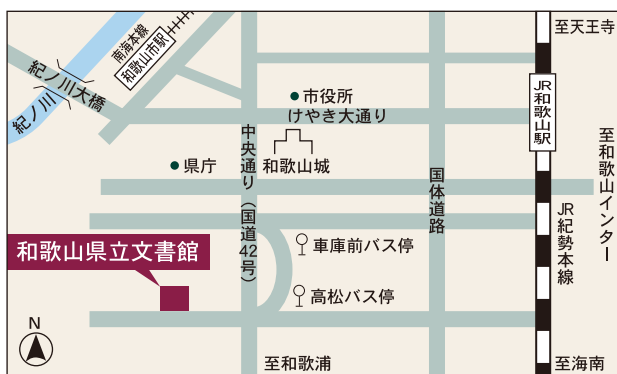 至天王寺
南海本線
和歌山市駅
紀ノ川大橋
紀ノ川
市役所
けやき大通り
JR和歌山駅
中央通り（国道42号）
県庁
和歌山城
国体道路
至和歌山インター
JR紀勢本線
車庫前バス停
和歌山県立文書館
高松バス停
N
至和歌浦
至海南